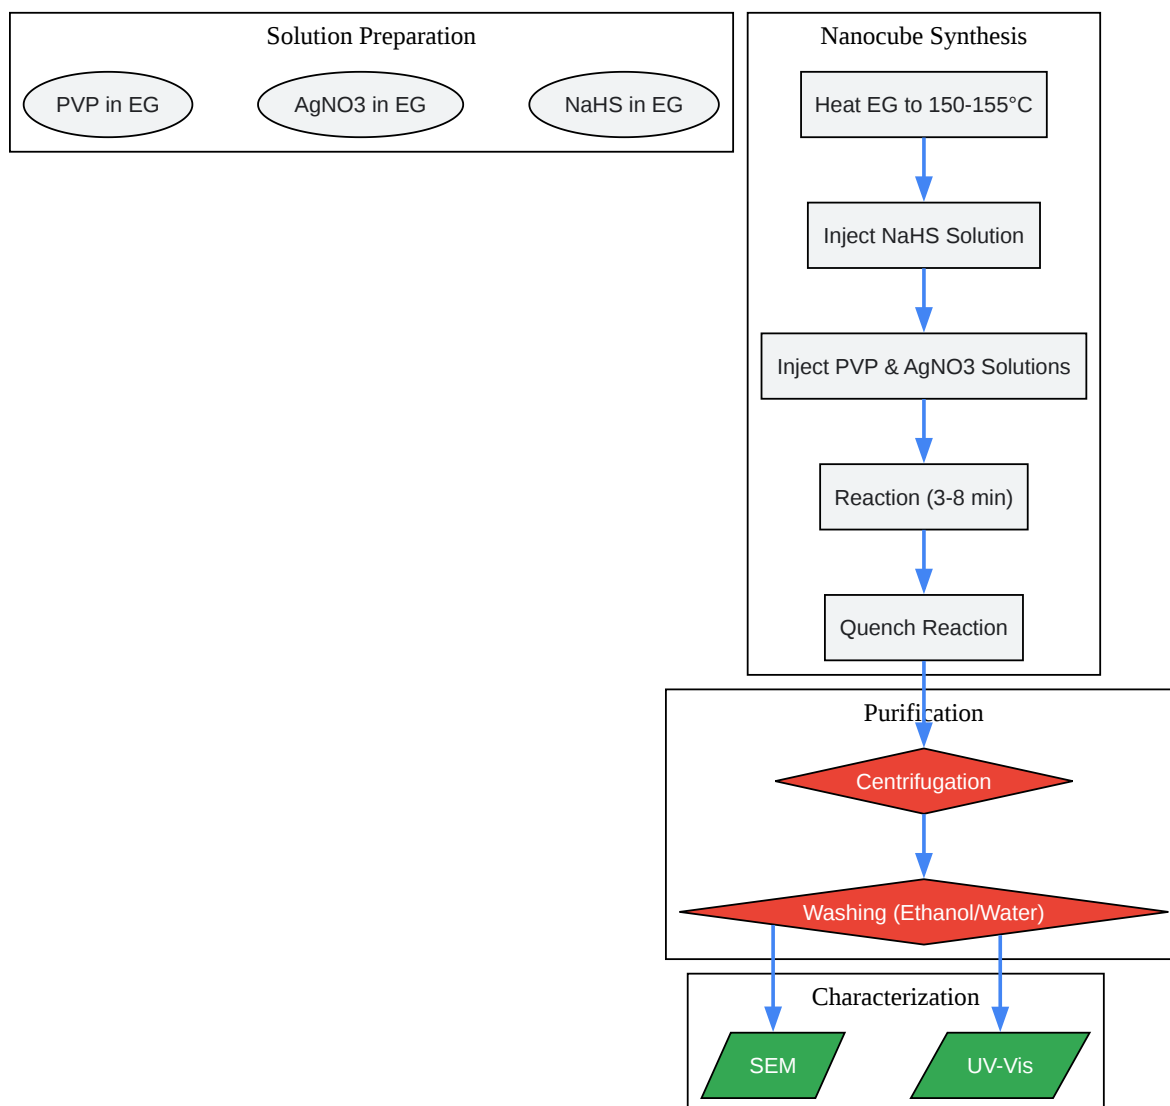 Solution Preparation
PVP in EG
AgNO3 in EG
NaHS in EG
Nanocube Synthesis
Heat EG to 150-155°C
Inject NaHS Solution
Inject PVP & AgNO3 Solutions
Reaction (3-8 min)
Quench Reaction
Purification
Centrifugation
Washing (Ethanol/Water)
Characterization
SEM
UV-Vis